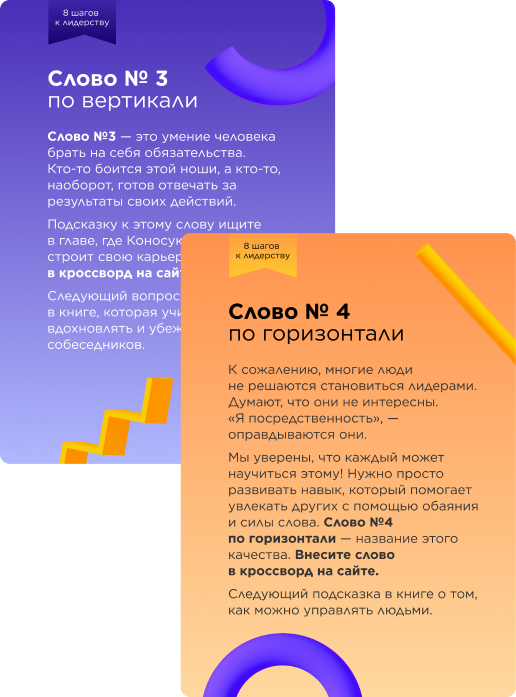 8 шагов
к лидерству
Слово № 3
по вертикали
Слово №3 — это умение человека
брать на себя обязательства.
Кто-то боится этой ноши, а кто-то,
наоборот, готов отвечать за
результаты своих действий.
Подсказку к этому слову ищите
в главе, где Коносук
строит свою карьер
в кроссворд на сайт
Следующий вопрос
в книге, которая учи
вдохновлять и убеж
собеседников.
8 шагов
к лидерству
Слово № 4
по горизонтали
К сожалению, многие люди
не решаются становиться лидерами.
Думают, что они не интересны.
«Я посредственность», —
оправдываются они.
Мы уверены, что каждый может
научиться этому! Нужно просто
развивать навык, который помогает
увлекать других с помощью обаяния
и силы слова. Слово №4
по горизонтали — название этого
качества. Внесите слово
в кроссворд на сайте.
Следующий подсказка в книге о том,
как можно управлять людьми.